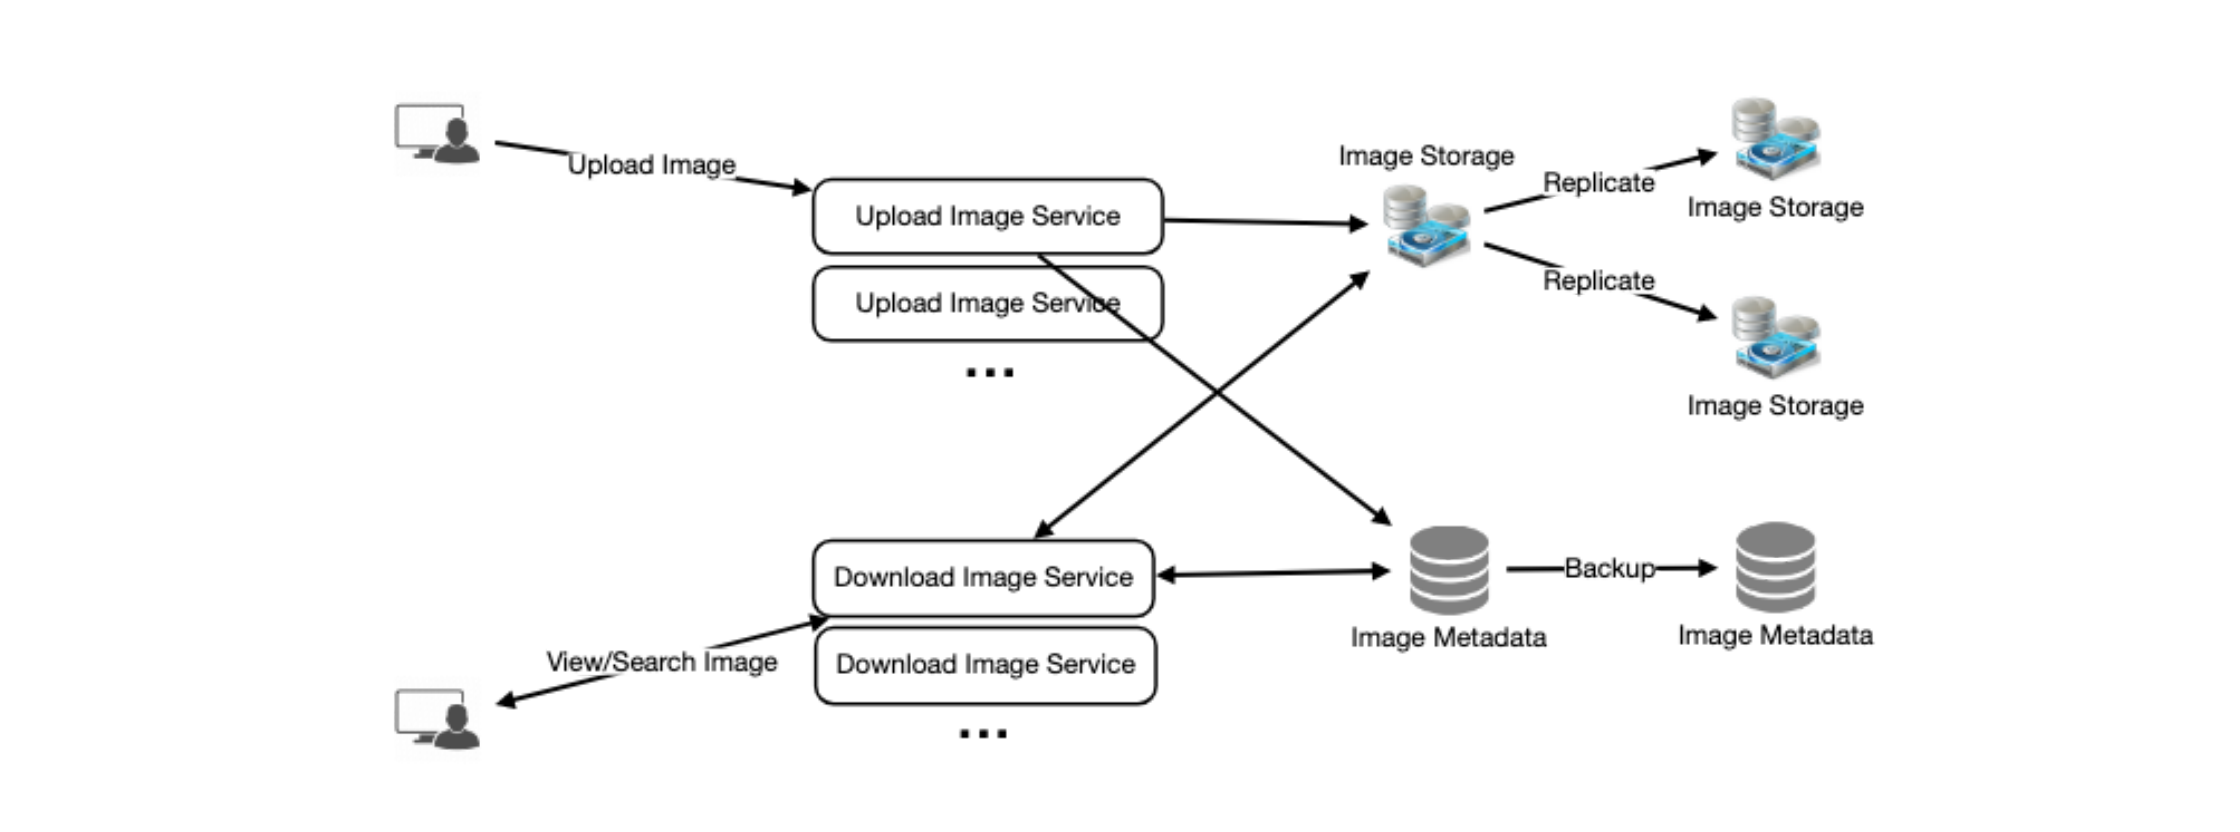 Upload Image
Upload Image Service
Upload Image Service
...
Image Storage
Replicate
Image Storage
Replicate
Image Storage
View/Search Image
Download Image Service
Download Image Service
...
Image Metadata
Backup
Image Metadata